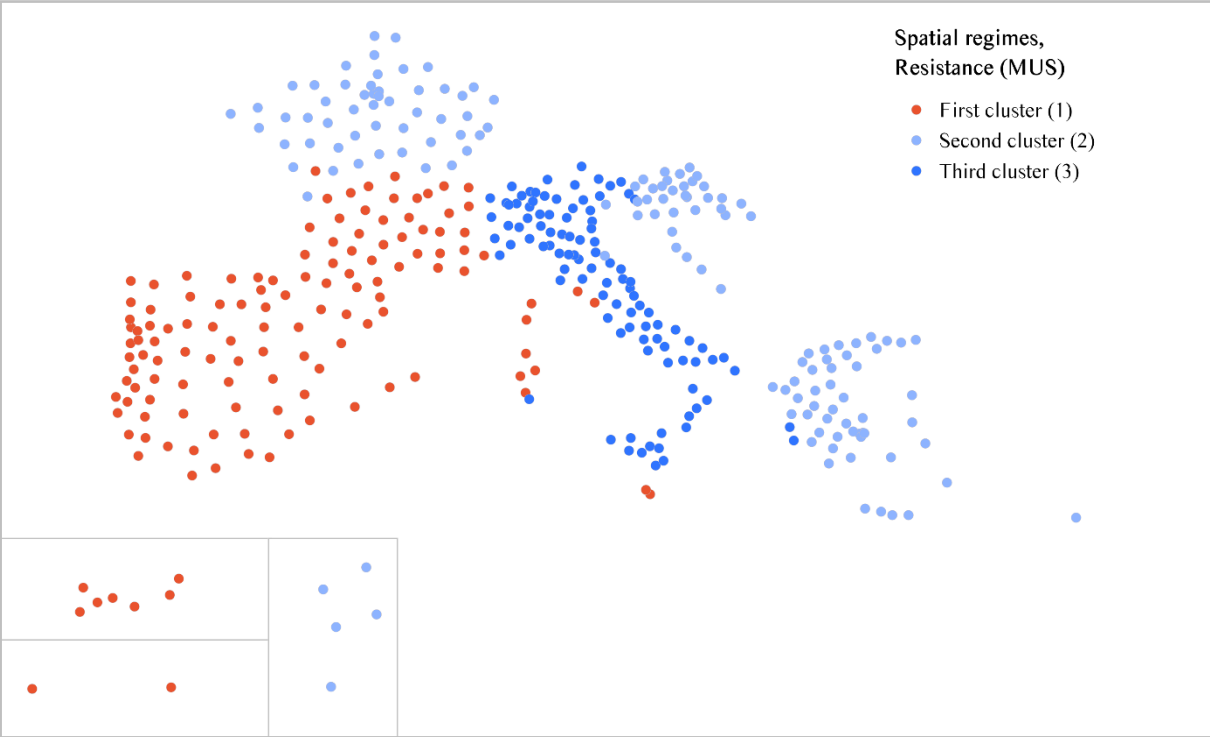 Spatial regimes,
Resistance (MUS)
First cluster (1)
Second cluster (2)
Third cluster (3)